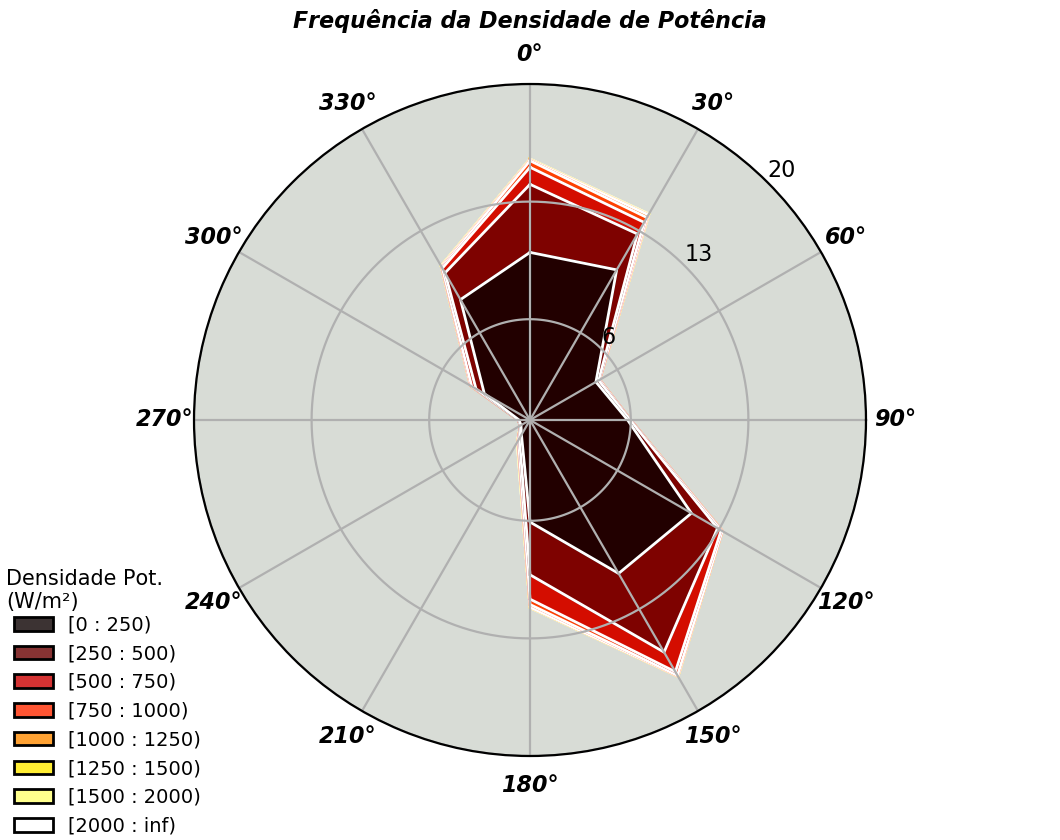 Frequência da Densidade de Potência
0°
330°
30°
20
300°
60°
13
6
270°
90°
240°
120°
210°
150°
180°
Densidade Pot.
(W/m²)
[0 : 250)
[250 : 500)
[500 : 750)
[750 : 1000)
[1000 : 1250)
[1250 : 1500)
[1500 : 2000)
[2000 : inf)